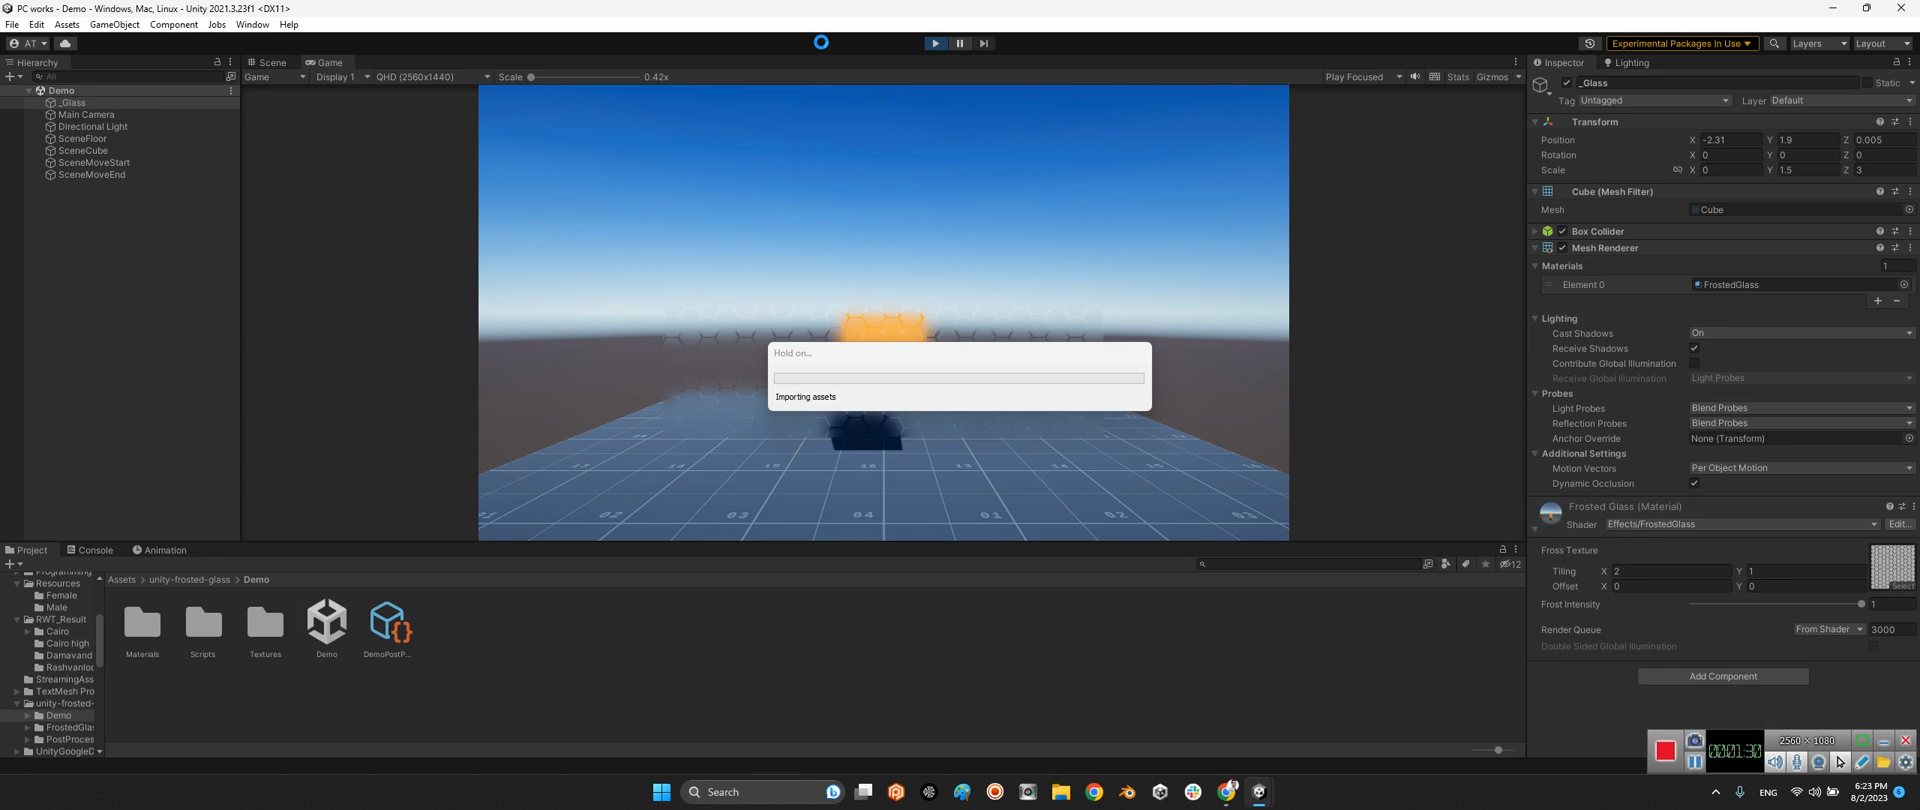 PC works - Demo - Windows, Mac, Linux - Unity 2021.3.23f1 <DX11>
File Edit Assets GameObject Component Jobs Window Help
AT
Experimental Packages In Use
Layers
Layout
Hierarchy
All
Demo
_Glass
Main Camera
Directional Light
SceneFloor
SceneCube
SceneMoveStart
SceneMoveEnd
Scene
Game
Game
Display 1
QHD (2560x1440)
Scale
0.42x
Play Focused
Stats
Gizmos
03
04
01
02
Hold on...
Importing assets
Inspector
Lighting
_Glass
Static
Tag Untagged
Layer Default
Transform
Position X -2.31 Y 1.9 Z 0.005
Rotation X 0 Y 0 Z 0
Scale X 0 Y 1.5 Z 3
Cube (Mesh Filter)
Mesh Cube
Box Collider
Mesh Renderer
Materials 1
Element 0 FrostedGlass
Lighting
Cast Shadows On
Receive Shadows
Contribute Global Illumination
Receive Global Illumination Light Probes
Probes
Light Probes Blend Probes
Reflection Probes Blend Probes
Anchor Override None (Transform)
Additional Settings
Motion Vectors Per Object Motion
Dynamic Occlusion
Frosted Glass (Material)
Shader Effects/FrostedGlass Edit...
Fross Texture
Tiling X 2 Y 1
Offset X 0 Y 0
Select
Frost Intensity 1
Render Queue From Shader 3000
Double Sided Global Illumination
Add Component
Project
Console
Animation
12
Assets > unity-frosted-glass > Demo
Programming
Resources
Female
Male
RWT_Result
Cairo
Cairo high
Damavand
Rashvanloo
StreamingAss
TextMesh Pro
unity-frosted-
Demo
FrostedGla
PostProces
UnityGoogleD
Materials
Scripts
Textures
Demo
DemoPostP...
0001:30
2560 × 1080
Search
ENG
6:23 PM
8/2/2023
6